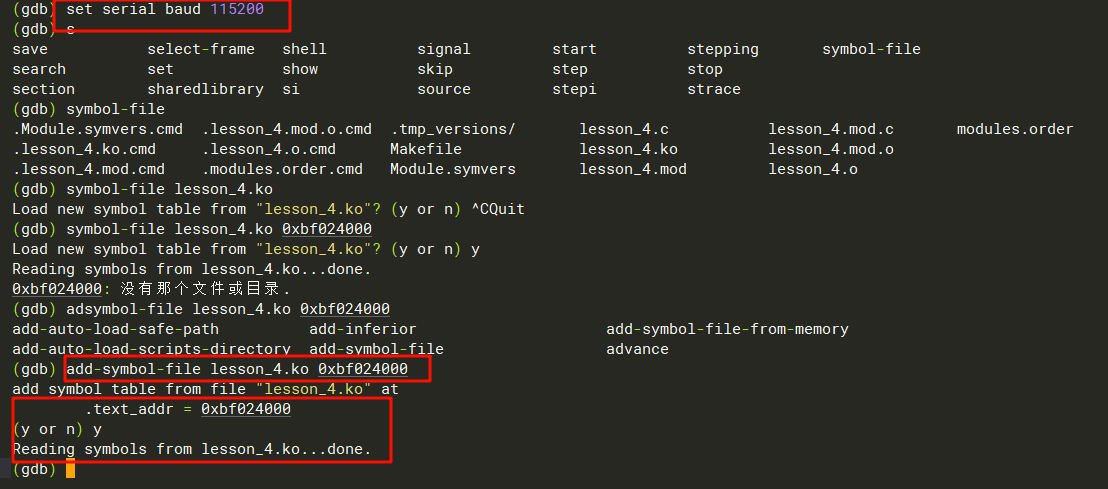 (gdb) set serial baud 115200
(gdb) s
save select-frame shell signal start stepping symbol-file
search set show skip step stop
section sharedlibrary si source stepi strace
(gdb) symbol-file
.Module.symvers.cmd .lesson_4.mod.o.cmd .tmp_versions/ lesson_4.c lesson_4.mod.c modules.order
.lesson_4.ko.cmd .lesson_4.o.cmd Makefile lesson_4.ko lesson_4.mod.o
.lesson_4.mod.cmd .modules.order.cmd Module.symvers lesson_4.mod lesson_4.o
(gdb) symbol-file lesson_4.ko
Load new symbol table from "lesson_4.ko"? (y or n) ^CQuit
(gdb) symbol-file lesson_4.ko 0xbf024000
Load new symbol table from "lesson_4.ko"? (y or n) y
Reading symbols from lesson_4.ko...done.
0xbf024000: 没有那个文件或目录.
(gdb) adsymbol-file lesson_4.ko 0xbf024000
add-auto-load-safe-path add-inferior add-symbol-file-from-memory
add-auto-load-scripts-directory add-symbol-file advance
(gdb) add-symbol-file lesson_4.ko 0xbf024000
add symbol table from file "lesson_4.ko" at
.text_addr = 0xbf024000
(y or n) y
Reading symbols from lesson_4.ko...done.
(gdb)